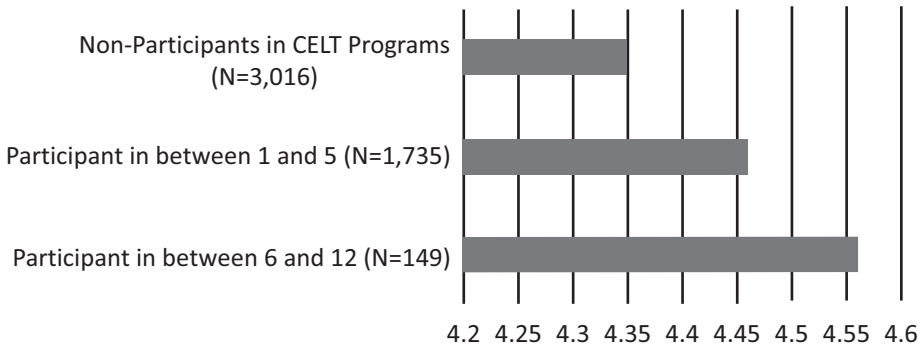 Non-Participants in CELT Programs
(N=3,016)
Participant in between 1 and 5 (N=1,735)
Participant in between 6 and 12 (N=149)
4.2 4.25 4.3 4.35 4.4 4.45 4.5 4.55 4.6